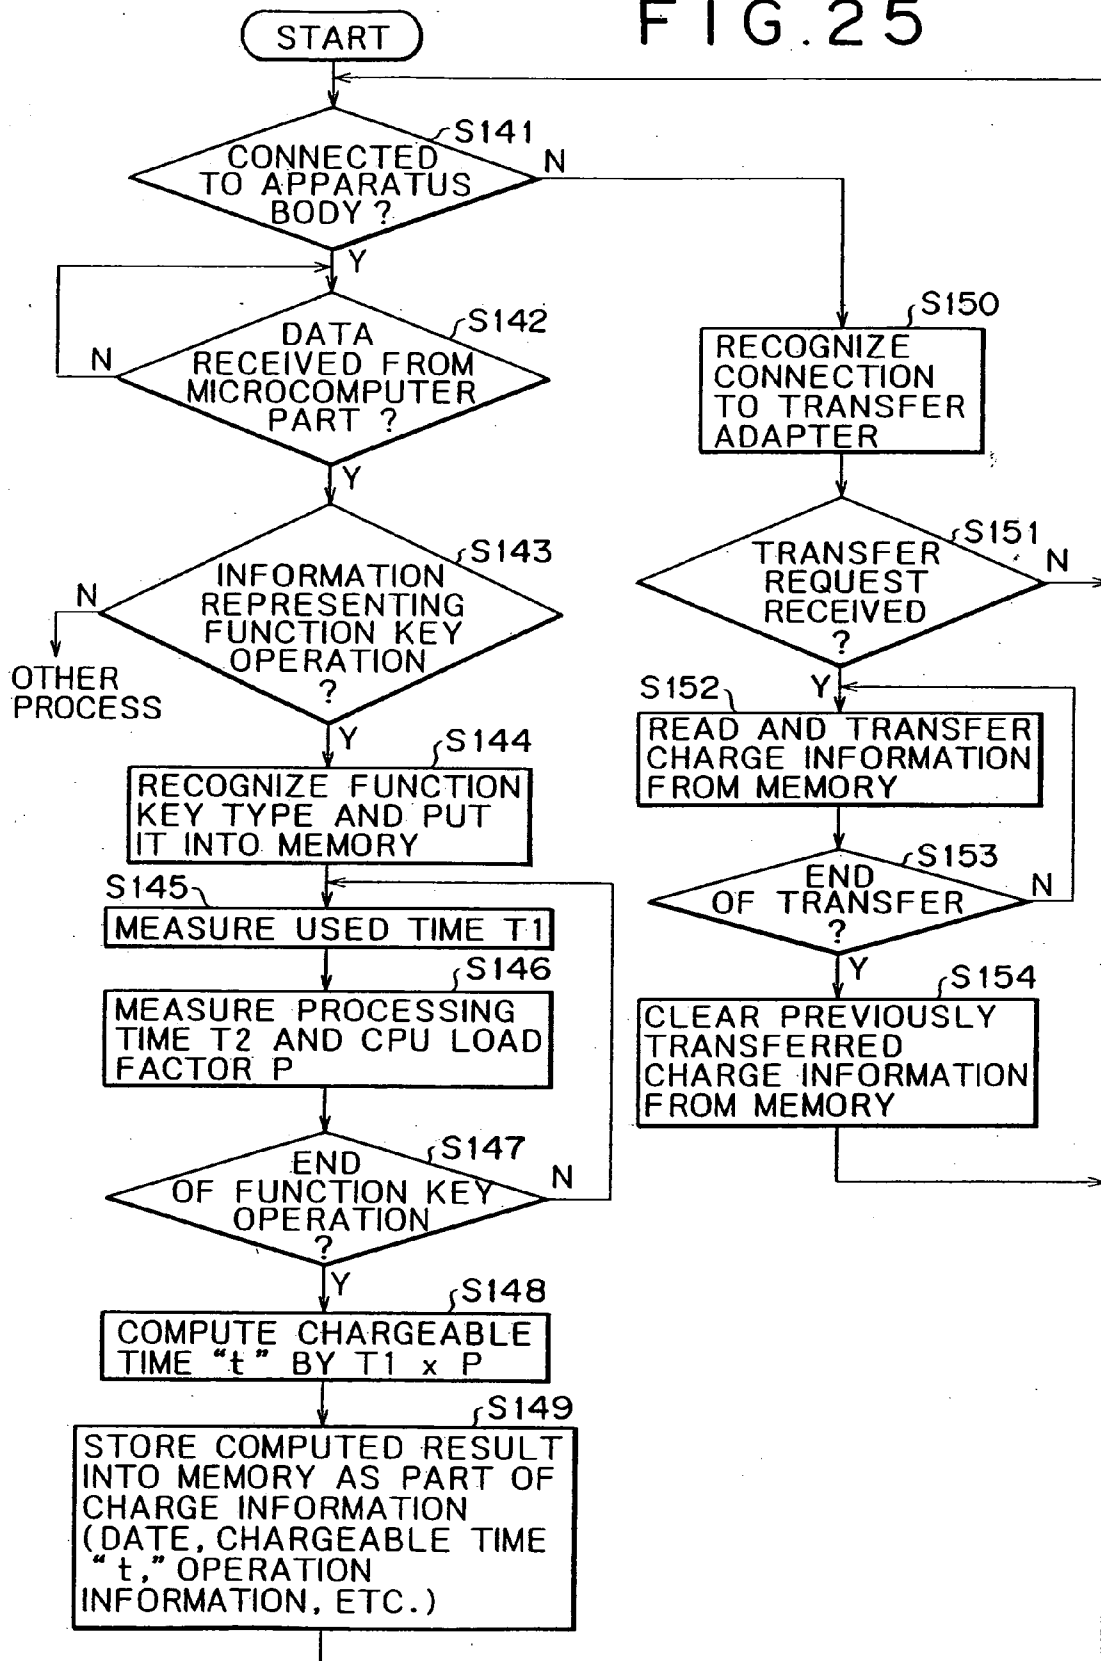 FIG.25
START
S141
CONNECTED
TO APPARATUS
BODY?
N
Y
S142
DATA
RECEIVED FROM
MICROCOMPUTER
PART ?
N
Y
S143
INFORMATION
REPRESENTING
FUNCTION KEY
OPERATION
?
N
OTHER
PROCESS
Y
S144
RECOGNIZE FUNCTION
KEY TYPE AND PUT
IT INTO MEMORY
S145
MEASURE USED TIME T1
S146
MEASURE PROCESSING
TIME T2 AND CPU LOAD
FACTOR P
S147
END
OF FUNCTION KEY
OPERATION
?
N
Y
S148
COMPUTE CHARGEABLE
TIME “t” BY T1 x P
S149
STORE COMPUTED RESULT
INTO MEMORY AS PART OF
CHARGE INFORMATION
(DATE, CHARGEABLE TIME
“t,” OPERATION
INFORMATION, ETC.)
S150
RECOGNIZE
CONNECTION
TO TRANSFER
ADAPTER
S151
TRANSFER
REQUEST
RECEIVED
?
N
Y
S152
READ AND TRANSFER
CHARGE INFORMATION
FROM MEMORY
S153
END
OF TRANSFER
?
N
Y
S154
CLEAR PREVIOUSLY
TRANSFERRED
CHARGE INFORMATION
FROM MEMORY